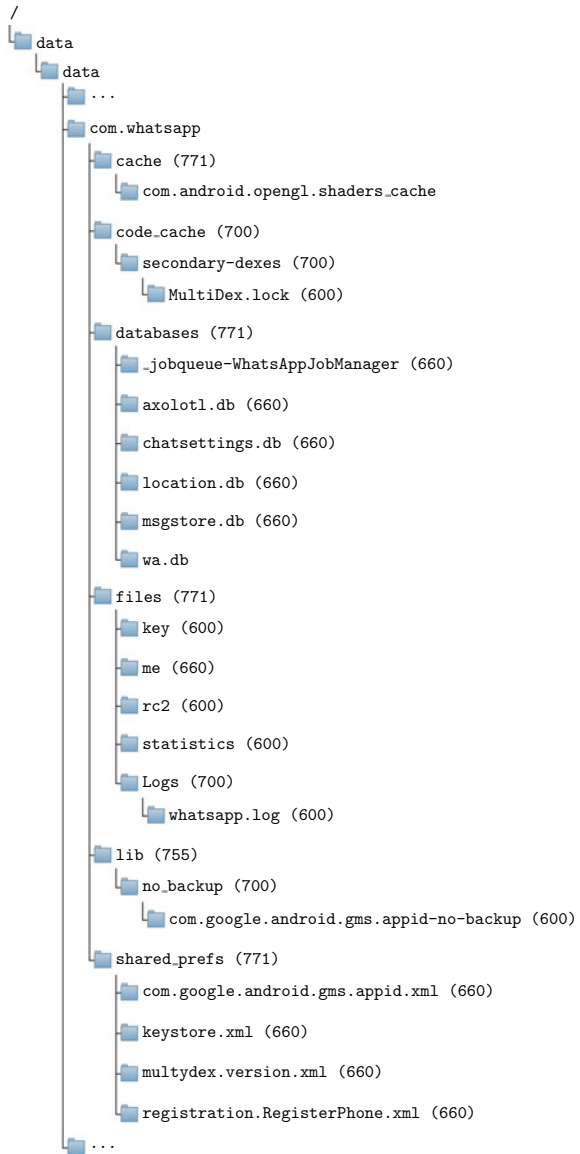 /
data
data
...
com.whatsapp
cache (771)
com.android.opengl.shaders_cache
code_cache (700)
secondary-dexes (700)
MultiDex.lock (600)
databases (771)
_jobqueue-WhatsAppJobManager (660)
axolotl.db (660)
chatsettings.db (660)
location.db (660)
msgstore.db (660)
wa.db
files (771)
key (600)
me (660)
rc2 (600)
statistics (600)
Logs (700)
whatsapp.log (600)
lib (755)
no_backup (700)
com.google.android.gms.appid-no-backup (600)
shared_prefs (771)
com.google.android.gms.appid.xml (660)
keystore.xml (660)
multydex.version.xml (660)
registration.RegisterPhone.xml (660)
...